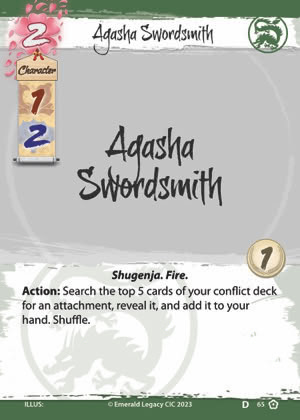 2
Agasha Swordsmith
Character
1
2
Agasha
Swordsmith
1
Shugenja. Fire.
Action: Search the top 5 cards of your conflict deck
for an attachment, reveal it, and add it to your
hand. Shuffle.
ILLUS:
© Emerald Legacy CIC 2023
D 65